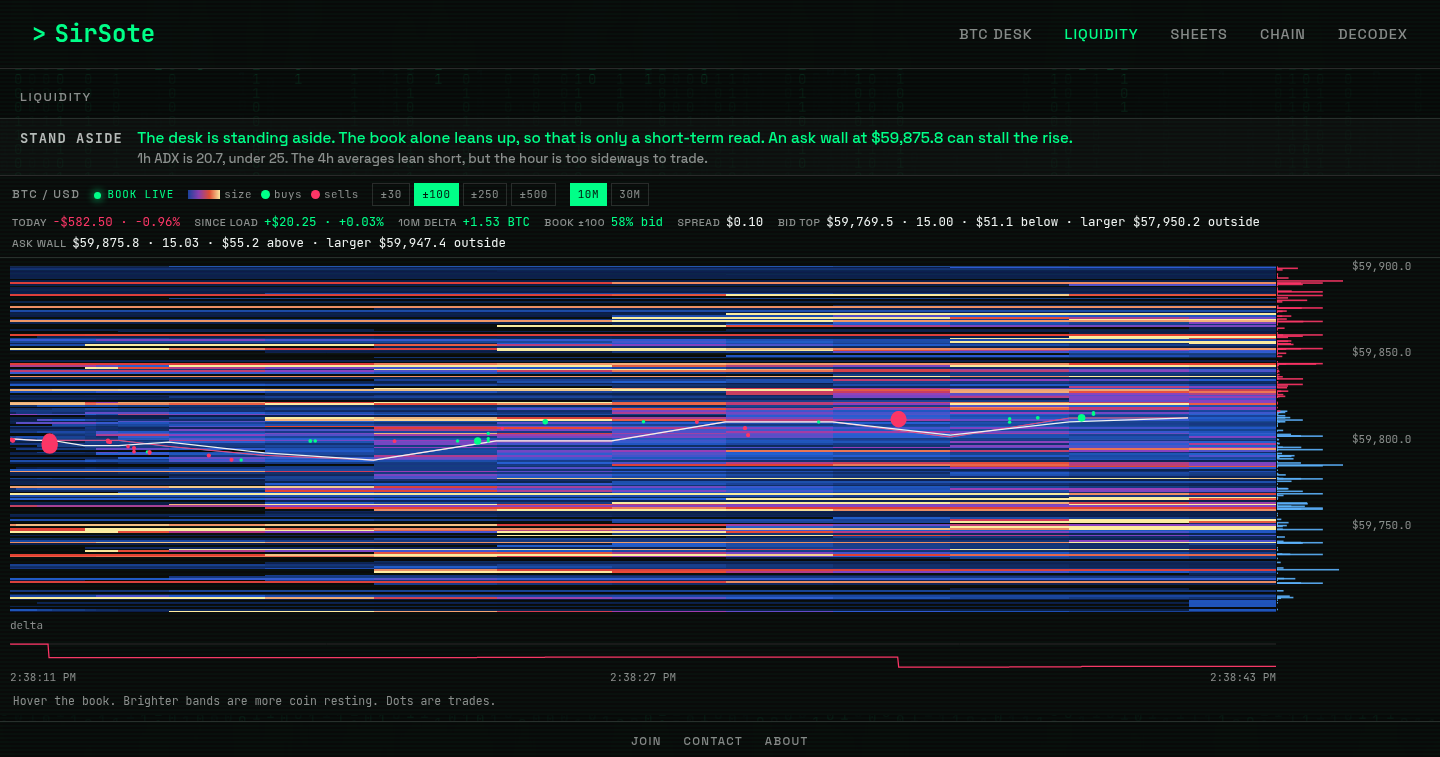 > SirSote
BTC DESK LIQUIDITY SHEETS CHAIN DECODEX
LIQUIDITY
STAND ASIDE The desk is standing aside. The book alone leans up, so that is only a short-term read. An ask wall at $59,875.8 can stall the rise.
1h ADX is 20.7, under 25. The 4h averages lean short, but the hour is too sideways to trade.
BTC / USD BOOK LIVE size buys sells ±30 ±100 ±250 ±500 10M 30M
TODAY -$582.50 · -0.96% SINCE LOAD +$20.25 · +0.03% 10M DELTA +1.53 BTC BOOK ±100 58% bid SPREAD $0.10 BID TOP $59,769.5 · 15.00 · $51.1 below · larger $57,950.2 outside
ASK WALL $59,875.8 · 15.03 · $55.2 above · larger $59,947.4 outside
$59,900.0
$59,850.0
$59,800.0
$59,750.0
delta
2:38:11 PM 2:38:27 PM 2:38:43 PM
Hover the book. Brighter bands are more coin resting. Dots are trades.
JOIN CONTACT ABOUT